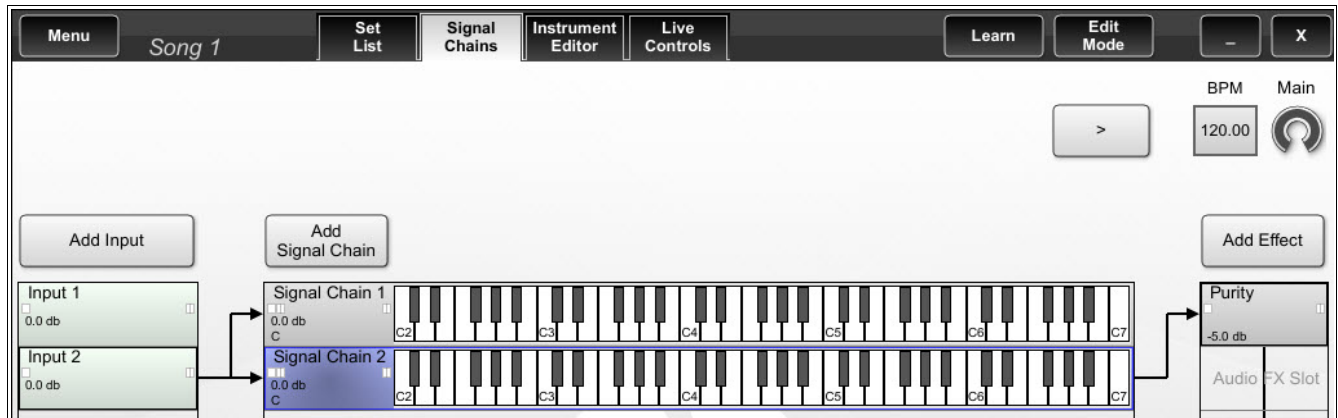 Menu
Song 1
Set
List
Signal
Chains
Instrument
Editor
Live
Controls
Learn
Edit
Mode
_
X
BPM
Main
>
120.00
Add Input
Add
Signal Chain
Add Effect
Input 1
0.0 db
Signal Chain 1
0.0 db
C
C2
C3
C4
C5
C6
C7
Purity
-5.0 db
Input 2
0.0 db
Signal Chain 2
0.0 db
C
C2
C3
C4
C5
C6
C7
Audio FX Slot